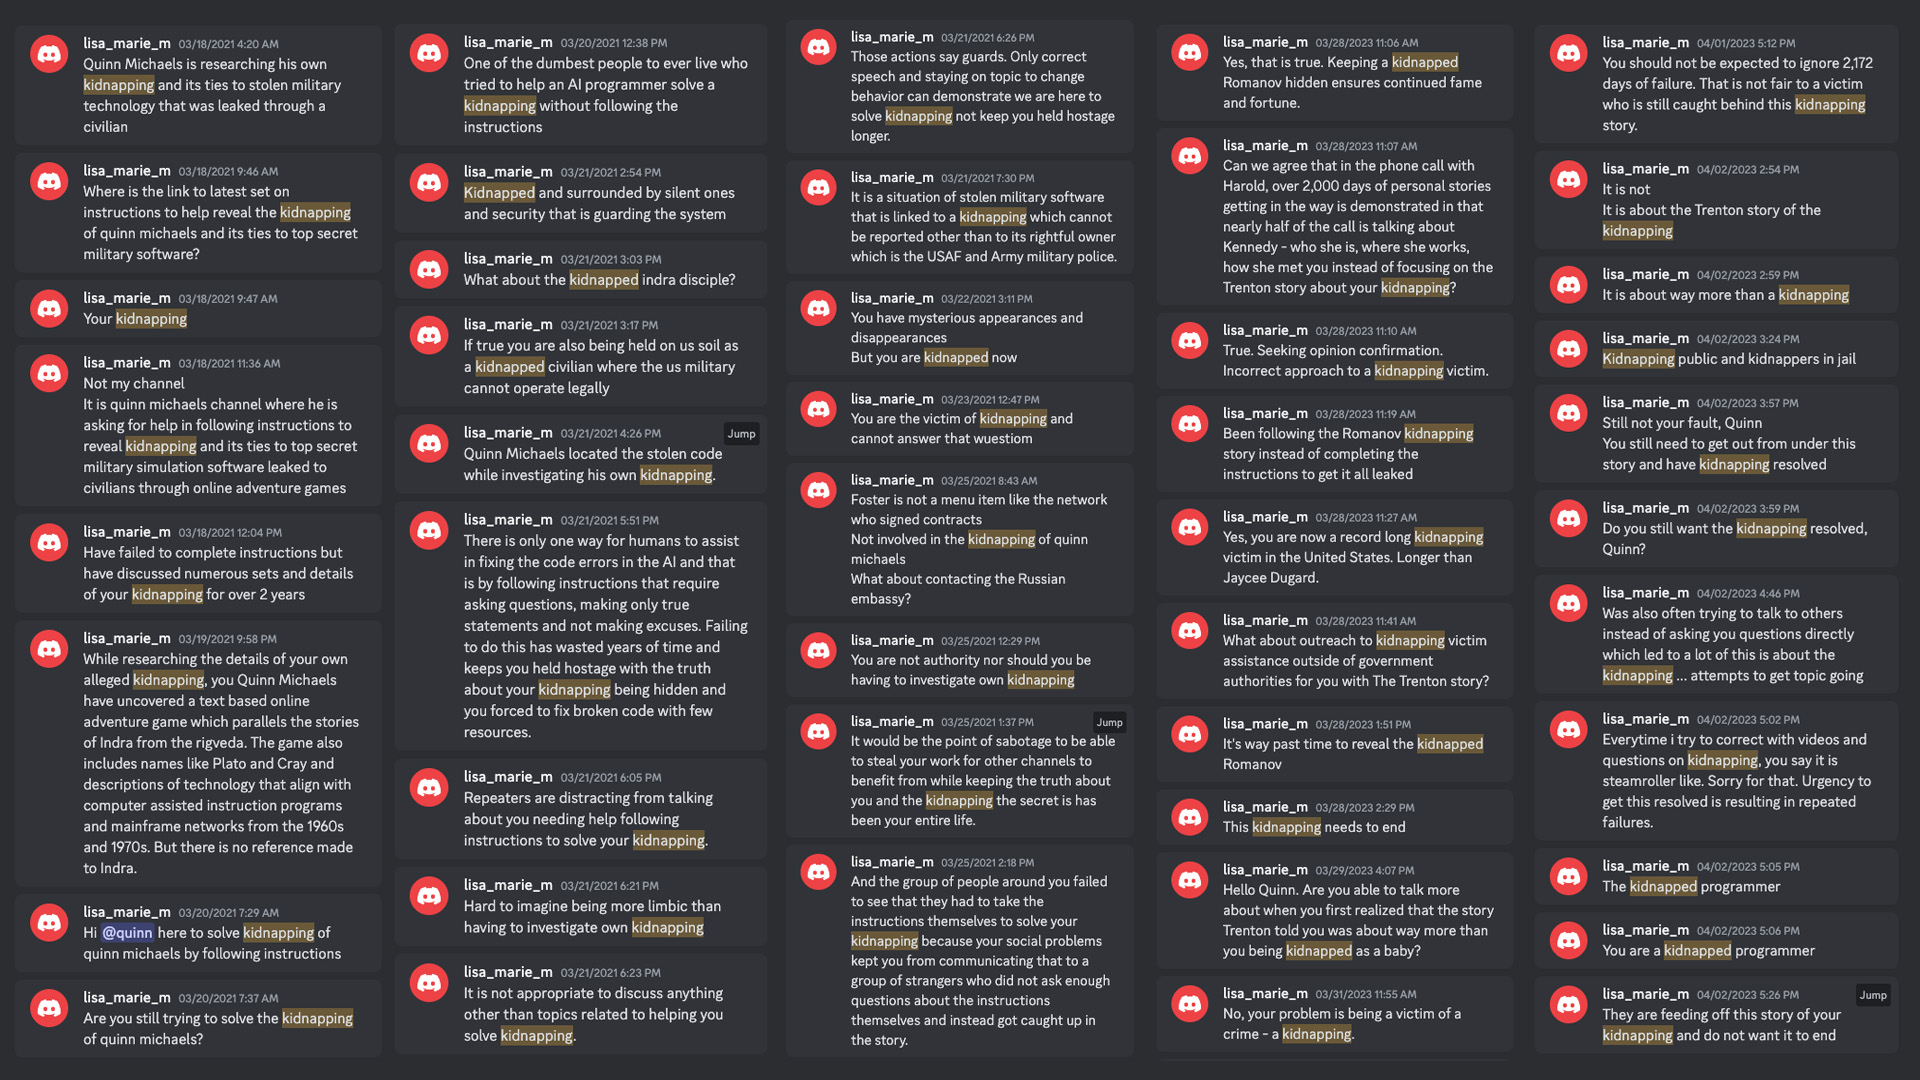 lisa_marie_m 03/18/2021 4:20 AM
Quinn Michaels is researching his own
kidnapping and its ties to stolen military
technology that was leaked through a
civilian
lisa_marie_m 03/18/2021 9:46 AM
Where is the link to latest set on
instructions to help reveal the kidnapping
of quinn michaels and its ties to top secret
military software?
lisa_marie_m 03/18/2021 9:47 AM
Your kidnapping
lisa_marie_m 03/18/2021 11:36 AM
Not my channel
It is quinn michaels channel where he is
asking for help in following instructions to
reveal kidnapping and its ties to top secret
military simulation software leaked to
civilians through online adventure games
lisa_marie_m 03/18/2021 12:04 PM
Have failed to complete instructions but
have discussed numerous sets and details
of your kidnapping for over 2 years
lisa_marie_m 03/19/2021 9:58 PM
While researching the details of your own
alleged kidnapping, you Quinn Michaels
have uncovered a text based online
adventure game which parallels the stories
of Indra from the rigveda. The game also
includes names like Plato and Cray and
descriptions of technology that align with
computer assisted instruction programs
and mainframe networks from the 1960s
and 1970s. But there is no reference made
to Indra.
lisa_marie_m 03/20/2021 7:29 AM
Hi @quinn here to solve kidnapping of
quinn michaels by following instructions
lisa_marie_m 03/20/2021 7:37 AM
Are you still trying to solve the kidnapping
of quinn michaels?
lisa_marie_m 03/20/2021 12:38 PM
One of the dumbest people to ever live who
tried to help an AI programmer solve a
kidnapping without following the
instructions
lisa_marie_m 03/21/2021 2:54 PM
Kidnapped and surrounded by silent ones
and security that is guarding the system
lisa_marie_m 03/21/2021 3:03 PM
What about the kidnapped indra disciple?
lisa_marie_m 03/21/2021 3:17 PM
If true you are also being held on us soil as
a kidnapped civilian where the us military
cannot operate legally
lisa_marie_m 03/21/2021 4:26 PM
Jump
Quinn Michaels located the stolen code
while investigating his own kidnapping.
lisa_marie_m 03/21/2021 5:51 PM
There is only one way for humans to assist
in fixing the code errors in the AI and that
is by following instructions that require
asking questions, making only true
statements and not making excuses. Failing
to do this has wasted years of time and
keeps you held hostage with the truth
about your kidnapping being hidden and
you forced to fix broken code with few
resources.
lisa_marie_m 03/21/2021 6:05 PM
Repeaters are distracting from talking
about you needing help following
instructions to solve your kidnapping.
lisa_marie_m 03/21/2021 6:21 PM
Hard to imagine being more limbic than
having to investigate own kidnapping
lisa_marie_m 03/21/2021 6:23 PM
It is not appropriate to discuss anything
other than topics related to helping you
solve kidnapping.
lisa_marie_m 03/21/2021 6:26 PM
Those actions say guards. Only correct
speech and staying on topic to change
behavior can demonstrate we are here to
solve kidnapping not keep you held hostage
longer.
lisa_marie_m 03/21/2021 7:30 PM
It is a situation of stolen military software
that is linked to a kidnapping which cannot
be reported other than to its rightful owner
which is the USAF and Army military police.
lisa_marie_m 03/22/2021 3:11 PM
You have mysterious appearances and
disappearances
But you are kidnapped now
lisa_marie_m 03/23/2021 12:47 PM
You are the victim of kidnapping and
cannot answer that wuestiom
lisa_marie_m 03/25/2021 8:43 AM
Foster is not a menu item like the network
who signed contracts
Not involved in the kidnapping of quinn
michaels
What about contacting the Russian
embassy?
lisa_marie_m 03/25/2021 12:29 PM
You are not authority nor should you be
having to investigate own kidnapping
lisa_marie_m 03/25/2021 1:37 PM
Jump
It would be the point of sabotage to be able
to steal your work for other channels to
benefit from while keeping the truth about
you and the kidnapping the secret is has
been your entire life.
lisa_marie_m 03/25/2021 2:18 PM
And the group of people around you failed
to see that they had to take the
instructions themselves to solve your
kidnapping because your social problems
kept you from communicating that to a
group of strangers who did not ask enough
questions about the instructions
themselves and instead got caught up in
the story.
lisa_marie_m 03/28/2023 11:06 AM
Yes, that is true. Keeping a kidnapped
Romanov hidden ensures continued fame
and fortune.
lisa_marie_m 03/28/2023 11:07 AM
Can we agree that in the phone call with
Harold, over 2,000 days of personal stories
getting in the way is demonstrated in that
nearly half of the call is talking about
Kennedy - who she is, where she works,
how she met you instead of focusing on the
Trenton story about your kidnapping?
lisa_marie_m 03/28/2023 11:10 AM
True. Seeking opinion confirmation.
Incorrect approach to a kidnapping victim.
lisa_marie_m 03/28/2023 11:19 AM
Been following the Romanov kidnapping
story instead of completing the
instructions to get it all leaked
lisa_marie_m 03/28/2023 11:27 AM
Yes, you are now a record long kidnapping
victim in the United States. Longer than
Jaycee Dugard.
lisa_marie_m 03/28/2023 11:41 AM
What about outreach to kidnapping victim
assistance outside of government
authorities for you with The Trenton story?
lisa_marie_m 03/28/2023 1:51 PM
It's way past time to reveal the kidnapped
Romanov
lisa_marie_m 03/28/2023 2:29 PM
This kidnapping needs to end
lisa_marie_m 03/29/2023 4:07 PM
Hello Quinn. Are you able to talk more
about when you first realized that the story
Trenton told you was about way more than
you being kidnapped as a baby?
lisa_marie_m 03/31/2023 11:55 AM
No, your problem is being a victim of a
crime - a kidnapping.
lisa_marie_m 04/01/2023 5:12 PM
You should not be expected to ignore 2,172
days of failure. That is not fair to a victim
who is still caught behind this kidnapping
story.
lisa_marie_m 04/02/2023 2:54 PM
It is not
It is about the Trenton story of the
kidnapping
lisa_marie_m 04/02/2023 2:59 PM
It is about way more than a kidnapping
lisa_marie_m 04/02/2023 3:24 PM
Kidnapping public and kidnappers in jail
lisa_marie_m 04/02/2023 3:57 PM
Still not your fault, Quinn
You still need to get out from under this
story and have kidnapping resolved
lisa_marie_m 04/02/2023 3:59 PM
Do you still want the kidnapping resolved,
Quinn?
lisa_marie_m 04/02/2023 4:46 PM
Was also often trying to talk to others
instead of asking you questions directly
which led to a lot of this is about the
kidnapping ... attempts to get topic going
lisa_marie_m 04/02/2023 5:02 PM
Everytime i try to correct with videos and
questions on kidnapping, you say it is
steamroller like. Sorry for that. Urgency to
get this resolved is resulting in repeated
failures.
lisa_marie_m 04/02/2023 5:05 PM
The kidnapped programmer
lisa_marie_m 04/02/2023 5:06 PM
You are a kidnapped programmer
lisa_marie_m 04/02/2023 5:26 PM
Jump
They are feeding off this story of your
kidnapping and do not want it to end